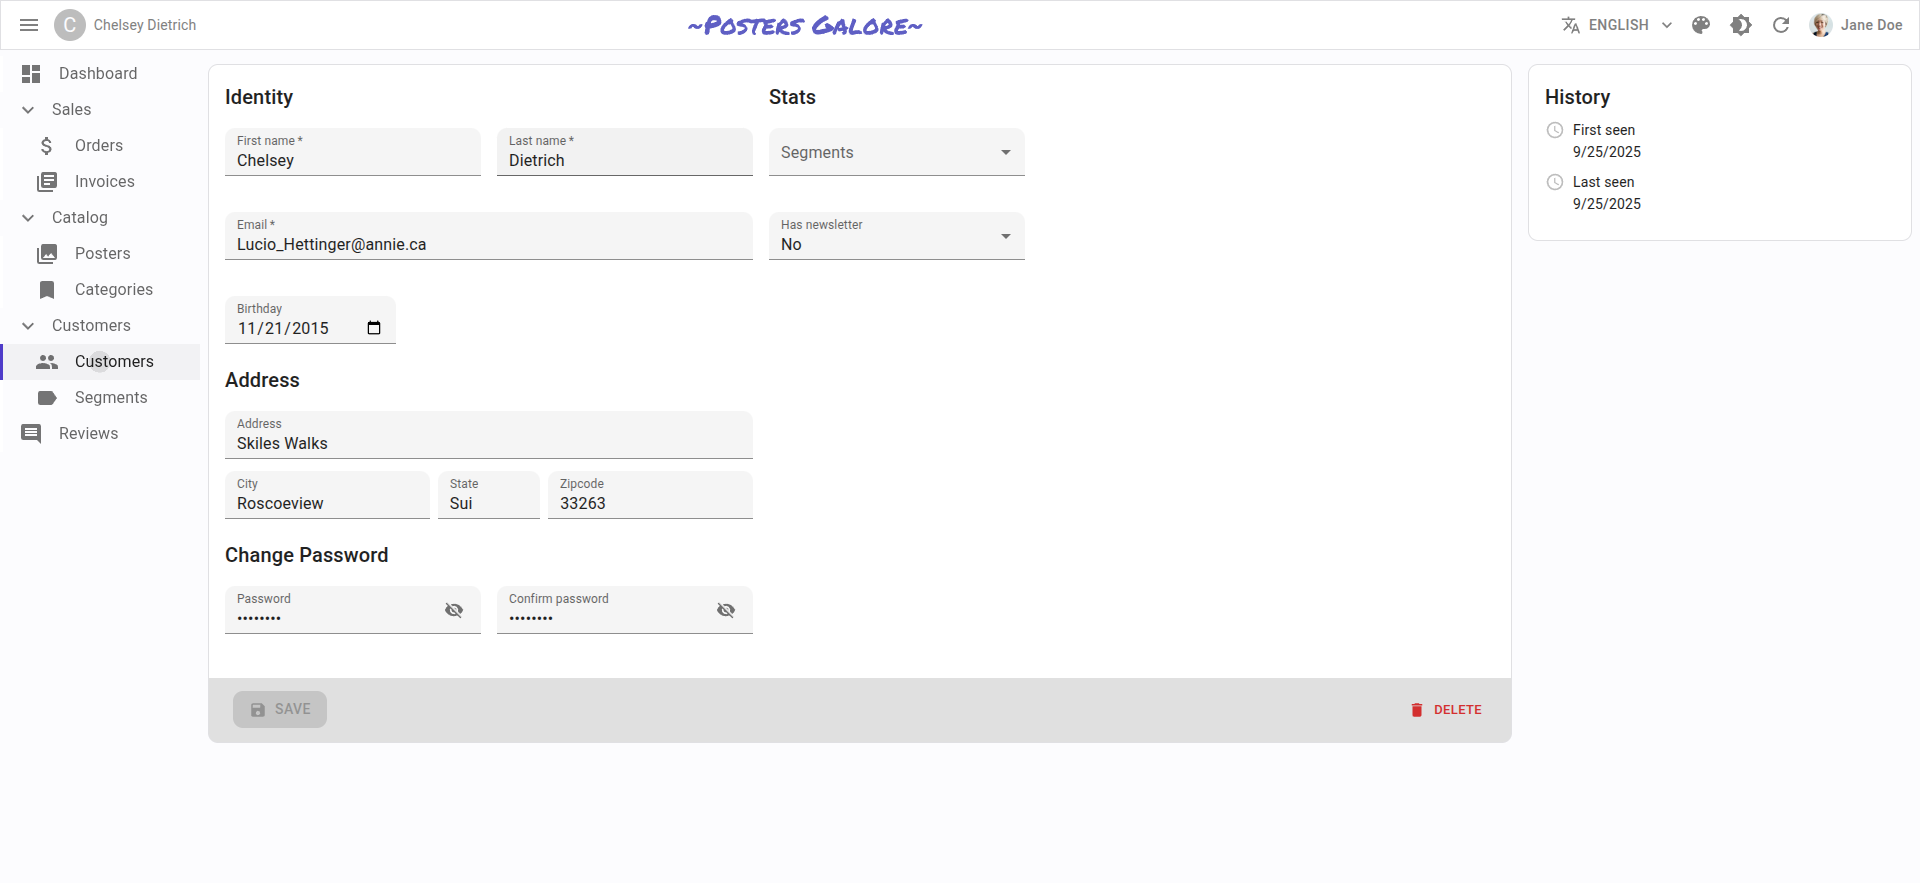 C Chelsey Dietrich
~Posters Galore~
ENGLISH
Jane Doe
Dashboard
Sales
Orders
Invoices
Catalog
Posters
Categories
Customers
Customers
Segments
Reviews
Identity
First name *
Chelsey
Last name *
Dietrich
Email *
Lucio_Hettinger@annie.ca
Birthday
11/21/2015
Stats
Segments
Has newsletter
No
Address
Address
Skiles Walks
City
Roscoeview
State
Sui
Zipcode
33263
Change Password
Password
••••••••
Confirm password
••••••••
SAVE
DELETE
History
First seen
9/25/2025
Last seen
9/25/2025